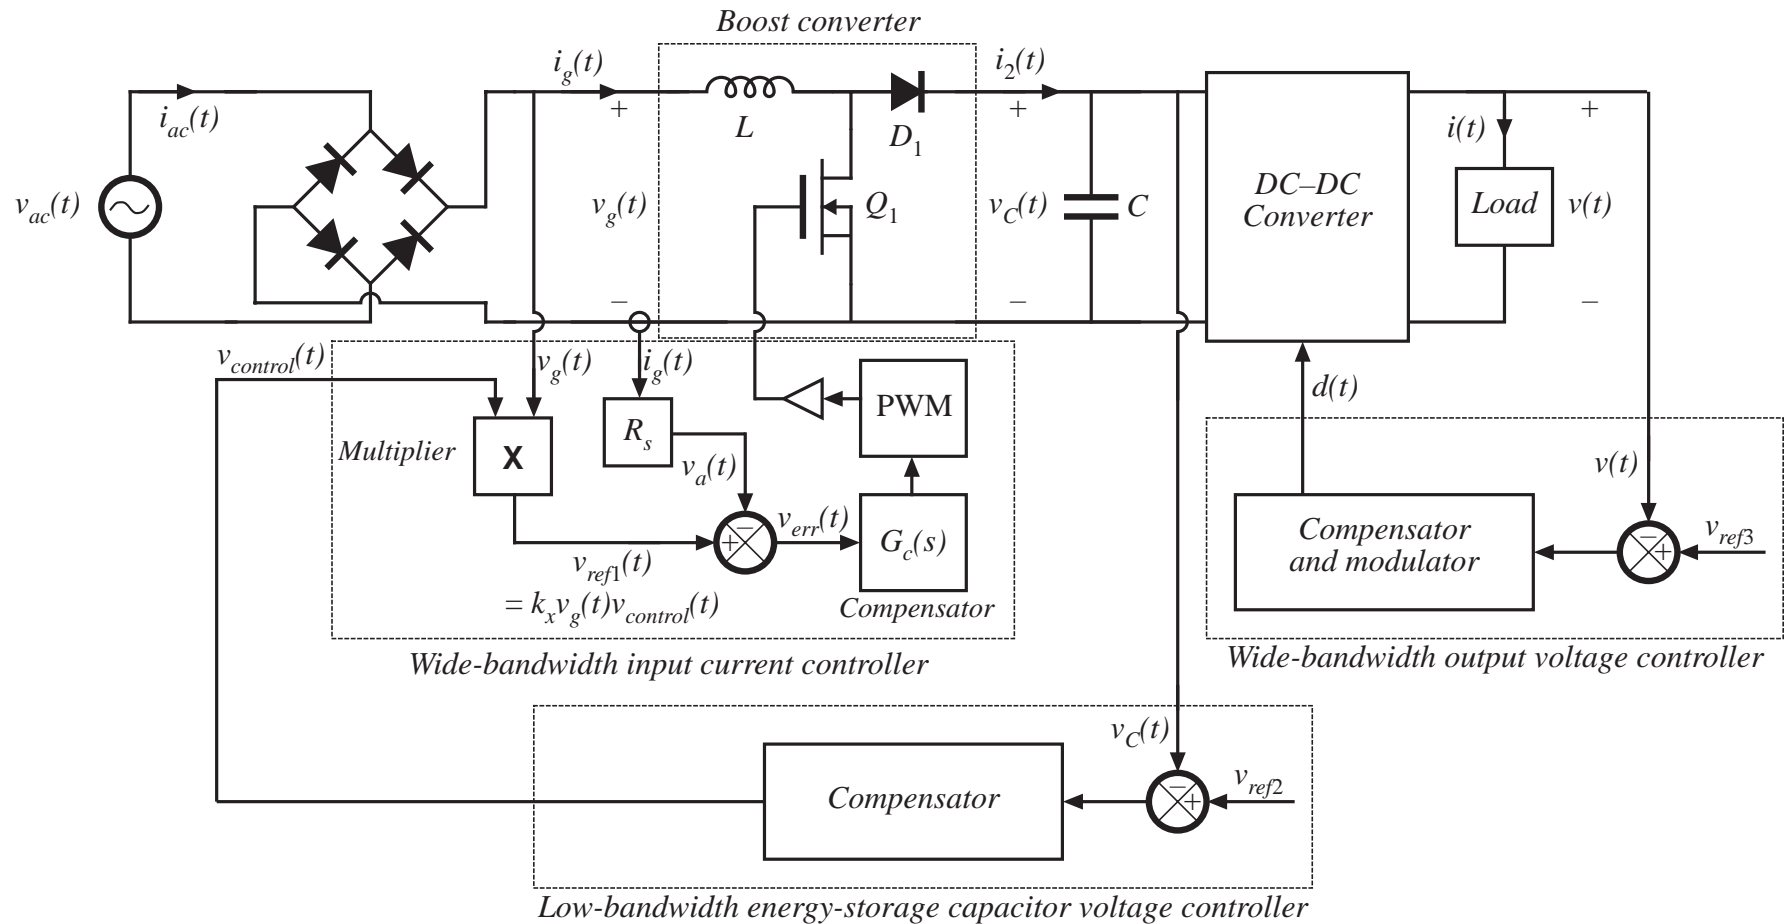 Boost converter
i_g(t)
i_2(t)
i_ac(t)
+
L
D_1
+
i(t)
+
v_ac(t)
v_g(t)
Q_1
v_C(t)
C
DC–DC
Converter
Load
v(t)
–
–
–
v_control(t)
v_g(t)
i_g(t)
d(t)
PWM
Multiplier
X
R_s
v_a(t)
v(t)
–
+
v_err(t)
G_c(s)
Compensator
and modulator
–
+
v_ref3
v_ref1(t)
= k_x v_g(t) v_control(t)
Compensator
Wide-bandwidth input current controller
Wide-bandwidth output voltage controller
v_C(t)
Compensator
–
+
v_ref2
Low-bandwidth energy-storage capacitor voltage controller